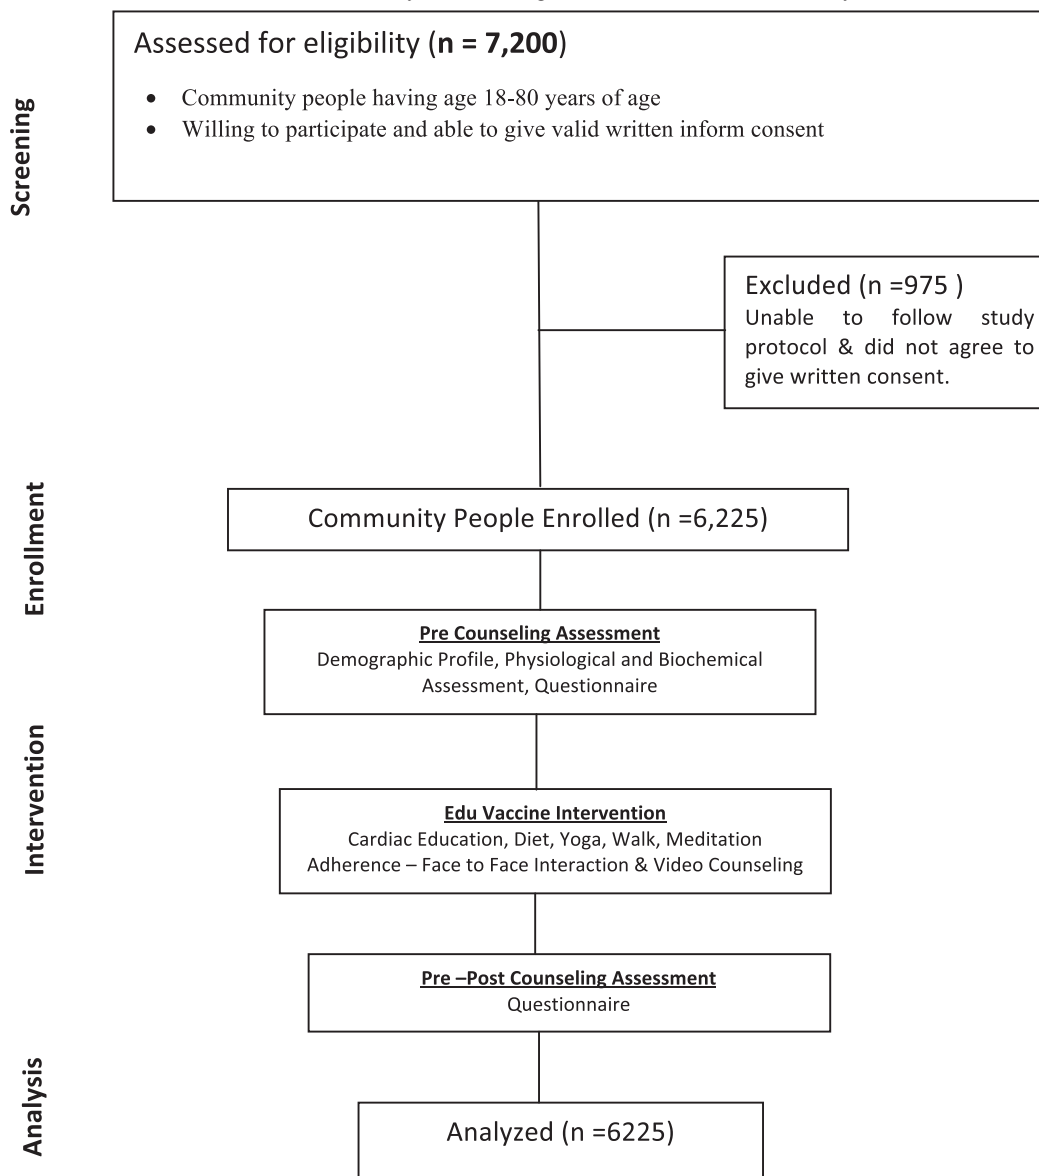 Assessed for eligibility (n = 7,200)
• Community people having age 18-80 years of age
• Willing to participate and able to give valid written inform consent
Screening
Excluded (n =975 )
Unable to follow study
protocol & did not agree to
give written consent.
Enrollment
Community People Enrolled (n =6,225)
Pre Counseling Assessment
Demographic Profile, Physiological and Biochemical
Assessment, Questionnaire
Intervention
Edu Vaccine Intervention
Cardiac Education, Diet, Yoga, Walk, Meditation
Adherence – Face to Face Interaction & Video Counseling
Pre –Post Counseling Assessment
Questionnaire
Analysis
Analyzed (n =6225)